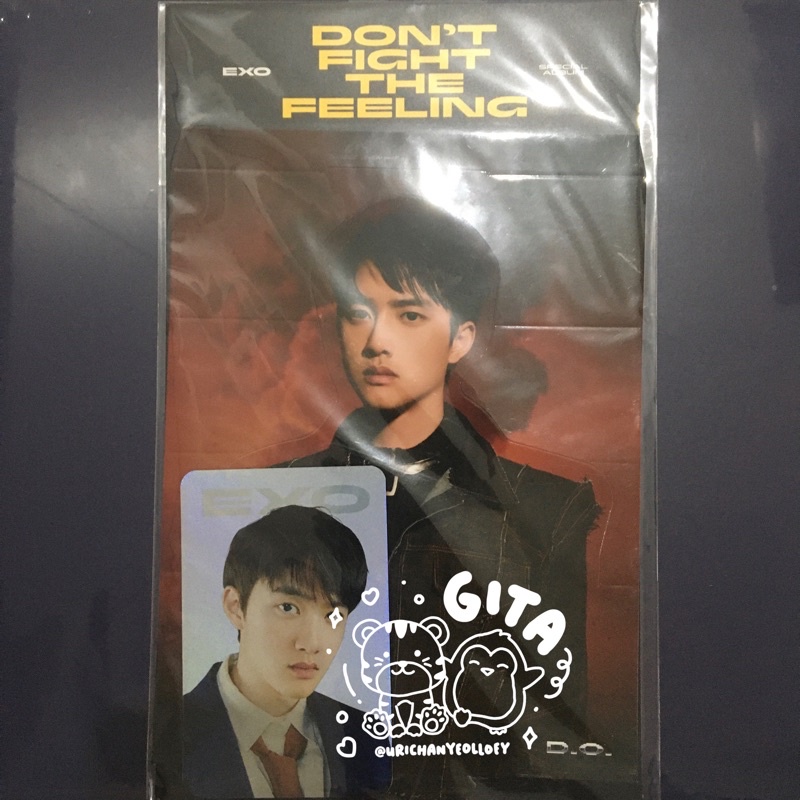 DON'T
FIGHT
THE
FEELING
EXO
SPECIAL
ALBUM
EXO
GITA
@URICHANYEOLLOEY
D.O.